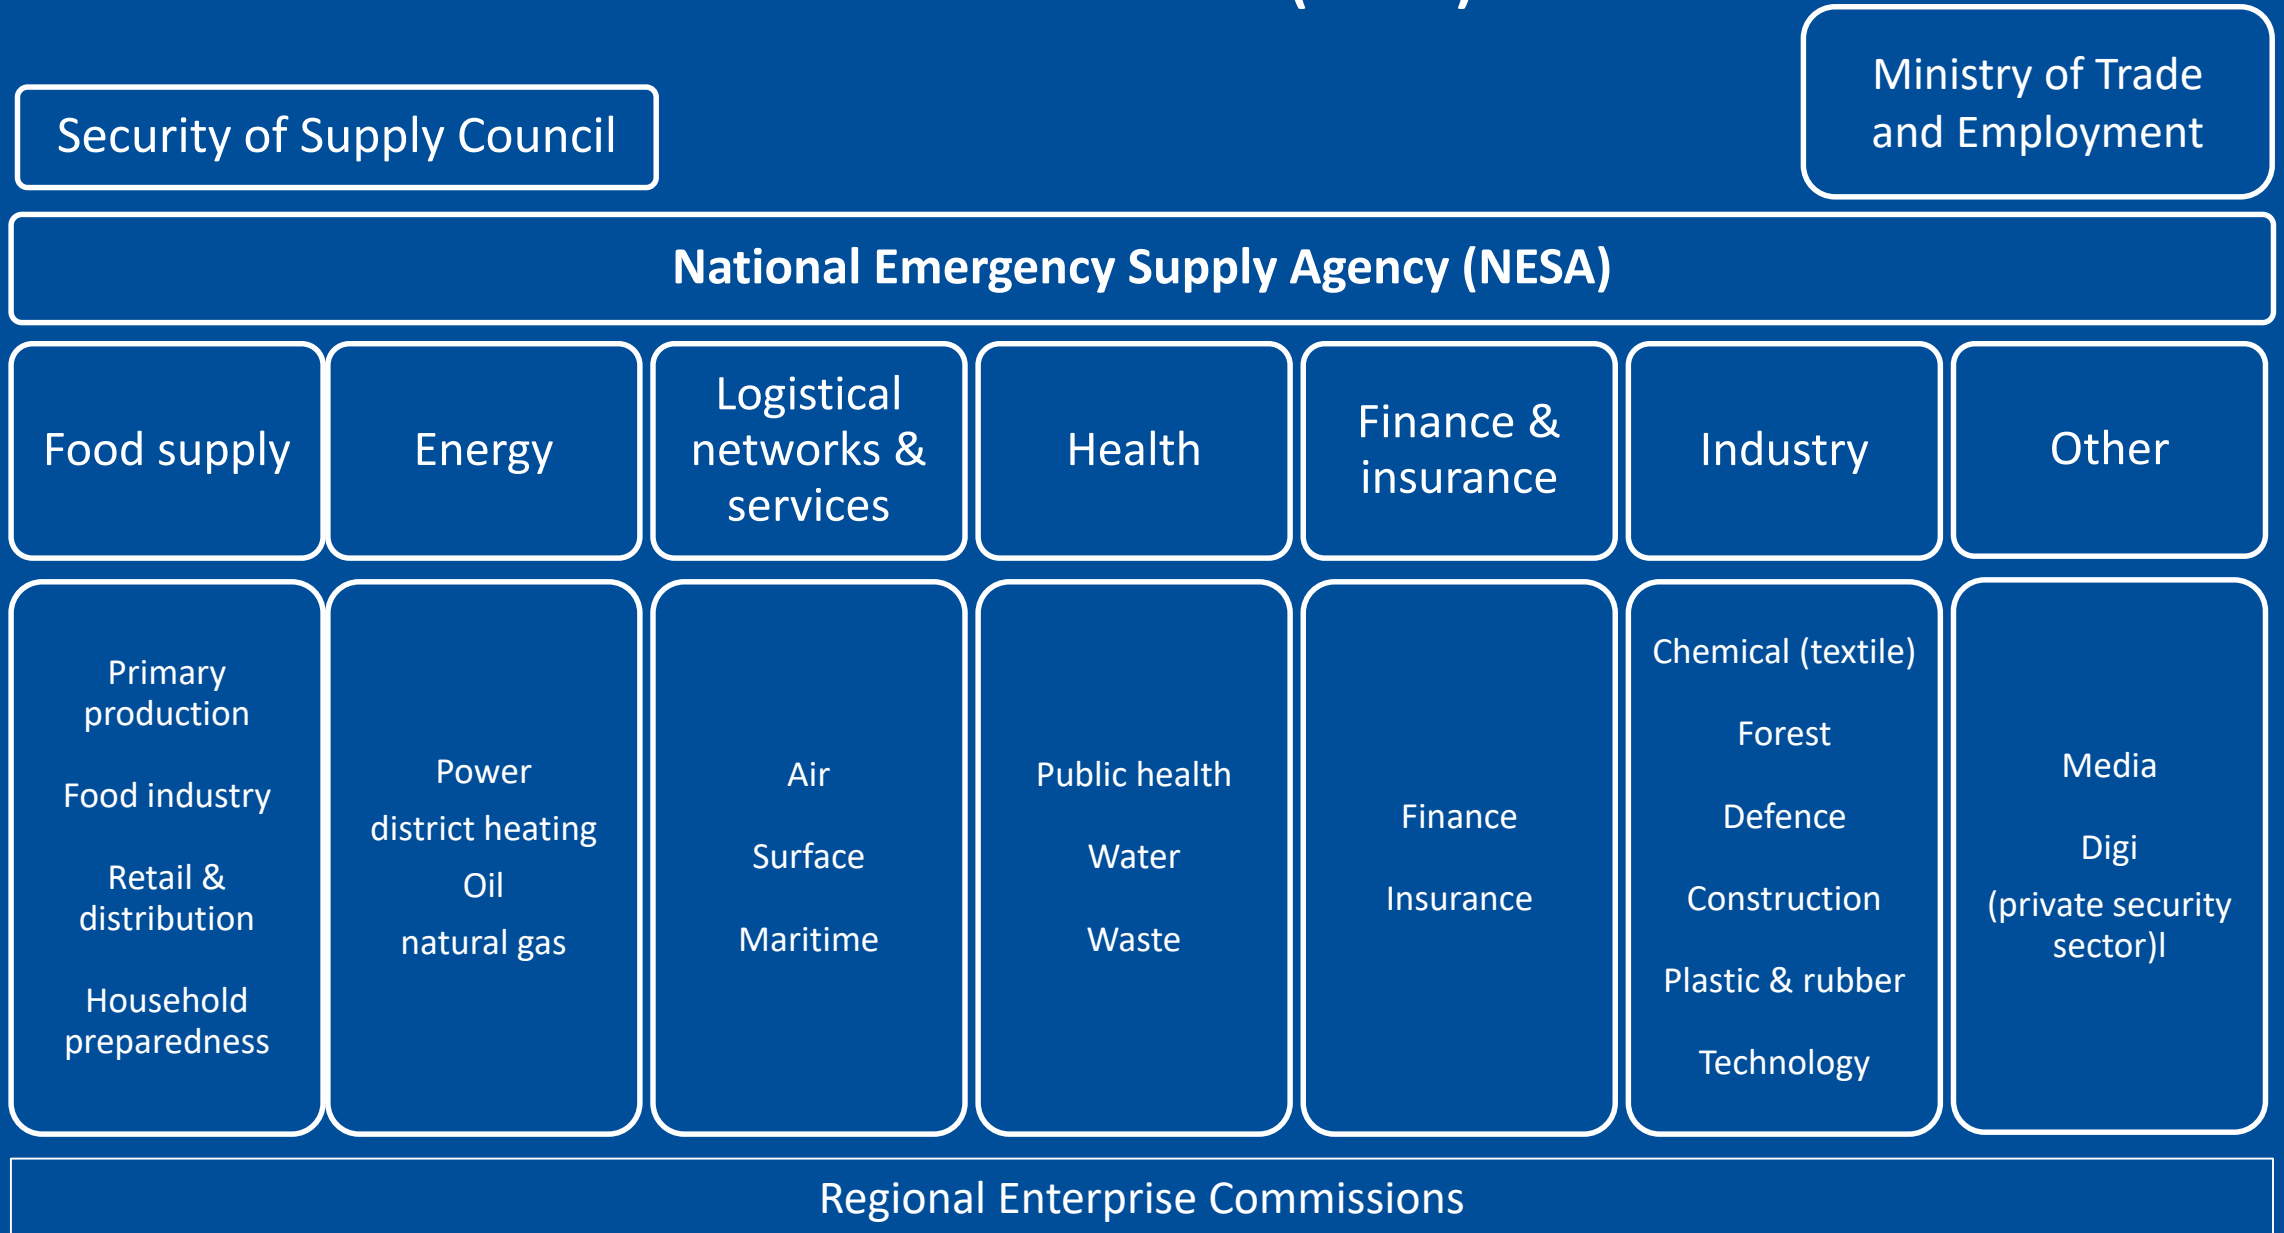 Security of Supply Council
Ministry of Trade
and Employment
National Emergency Supply Agency (NESA)
Food supply
Energy
Logistical
networks &
services
Health
Finance &
insurance
Industry
Other
Primary
production
Food industry
Retail &
distribution
Household
preparedness
Power
district heating
Oil
natural gas
Air
Surface
Maritime
Public health
Water
Waste
Finance
Insurance
Chemical (textile)
Forest
Defence
Construction
Plastic & rubber
Technology
Media
Digi
(private security
sector)l
Regional Enterprise Commissions